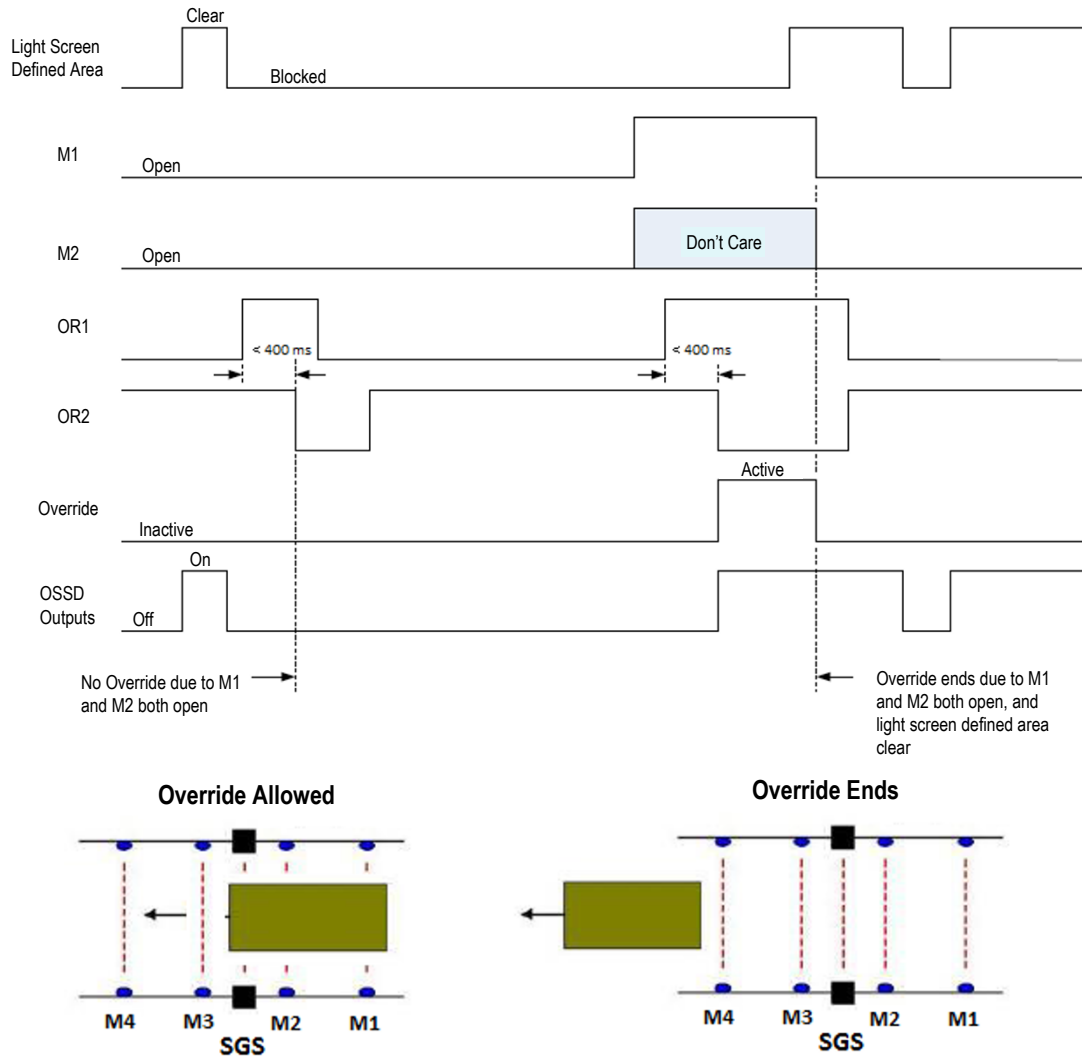 Clear
Light Screen
Defined Area
Blocked
M1
Open
M2
Open
Don't Care
OR1
< 400 ms
< 400 ms
OR2
Active
Override
Inactive
On
OSSD
Outputs
Off
No Override due to M1
and M2 both open
Override ends due to M1
and M2 both open, and
light screen defined area
clear
Override Allowed
Override Ends
M4 M3 M2 M1
SGS
M4 M3 M2 M1
SGS